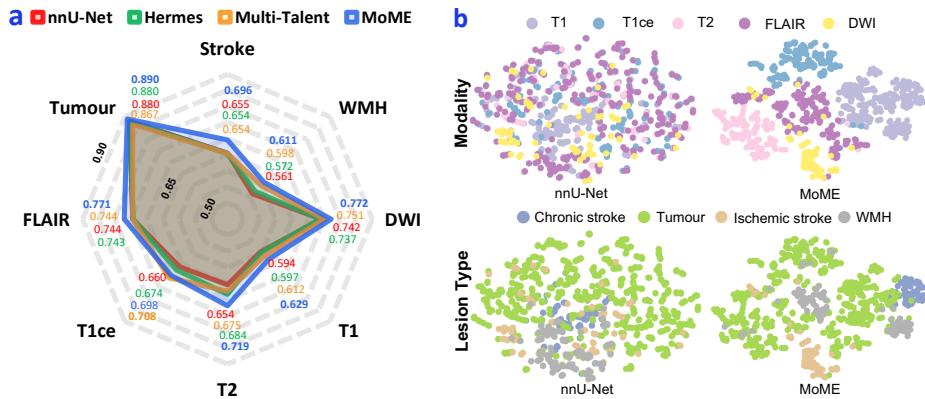 a
nnU-Net Hermes Multi-Talent MoME
Stroke
0.696
0.655
0.654
0.654
WMH
0.611
0.598
0.572
0.561
DWI
0.772
0.751
0.742
0.737
T1
0.594
0.597
0.612
0.629
T2
0.654
0.675
0.684
0.719
T1ce
0.660
0.674
0.698
0.708
FLAIR
0.771
0.744
0.744
0.743
Tumour
0.890
0.880
0.880
0.867
0.90
0.65
0.50
b
T1 T1ce T2 FLAIR DWI
Modality
nnU-Net MoME
Chronic stroke Tumour Ischemic stroke WMH
Lesion Type
nnU-Net MoME